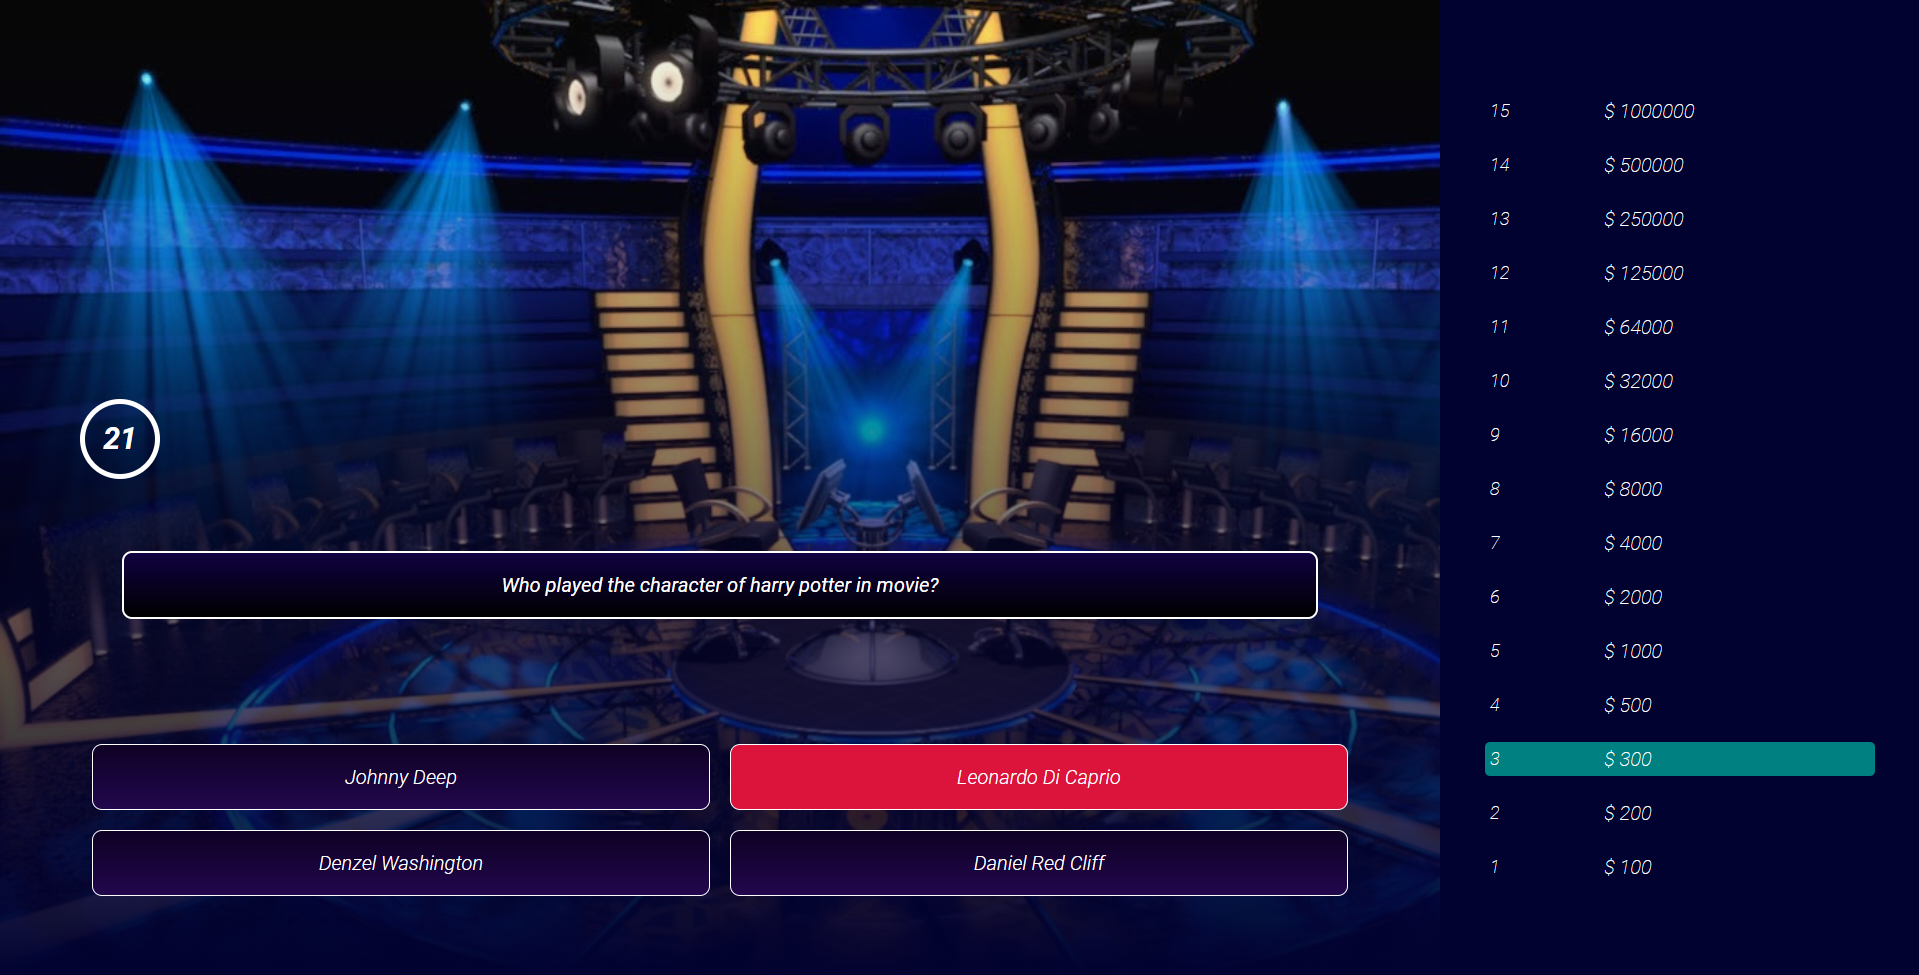 21
Who played the character of harry potter in movie?
Johnny Deep
Leonardo Di Caprio
Denzel Washington
Daniel Red Cliff
15 $ 1000000
14 $ 500000
13 $ 250000
12 $ 125000
11 $ 64000
10 $ 32000
9 $ 16000
8 $ 8000
7 $ 4000
6 $ 2000
5 $ 1000
4 $ 500
3 $ 300
2 $ 200
1 $ 100